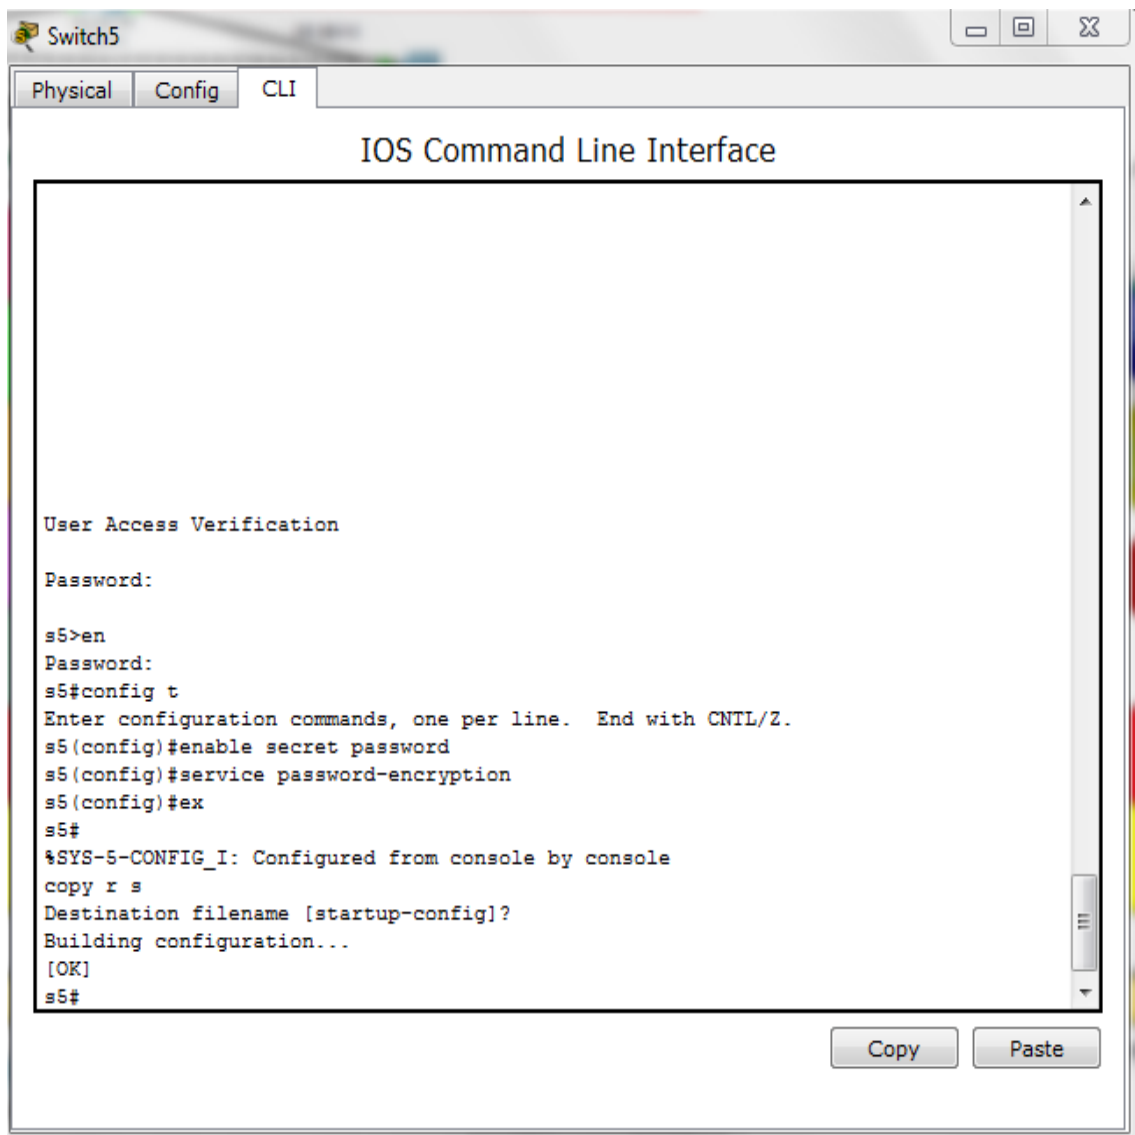 Switch5
Physical Config CLI
IOS Command Line Interface
User Access Verification
Password:
s5>en
Password:
s5#config t
Enter configuration commands, one per line.  End with CNTL/Z.
s5(config)#enable secret password
s5(config)#service password-encryption
s5(config)#ex
s5#
%SYS-5-CONFIG_I: Configured from console by console
copy r s
Destination filename [startup-config]?
Building configuration...
[OK]
s5#
Copy Paste